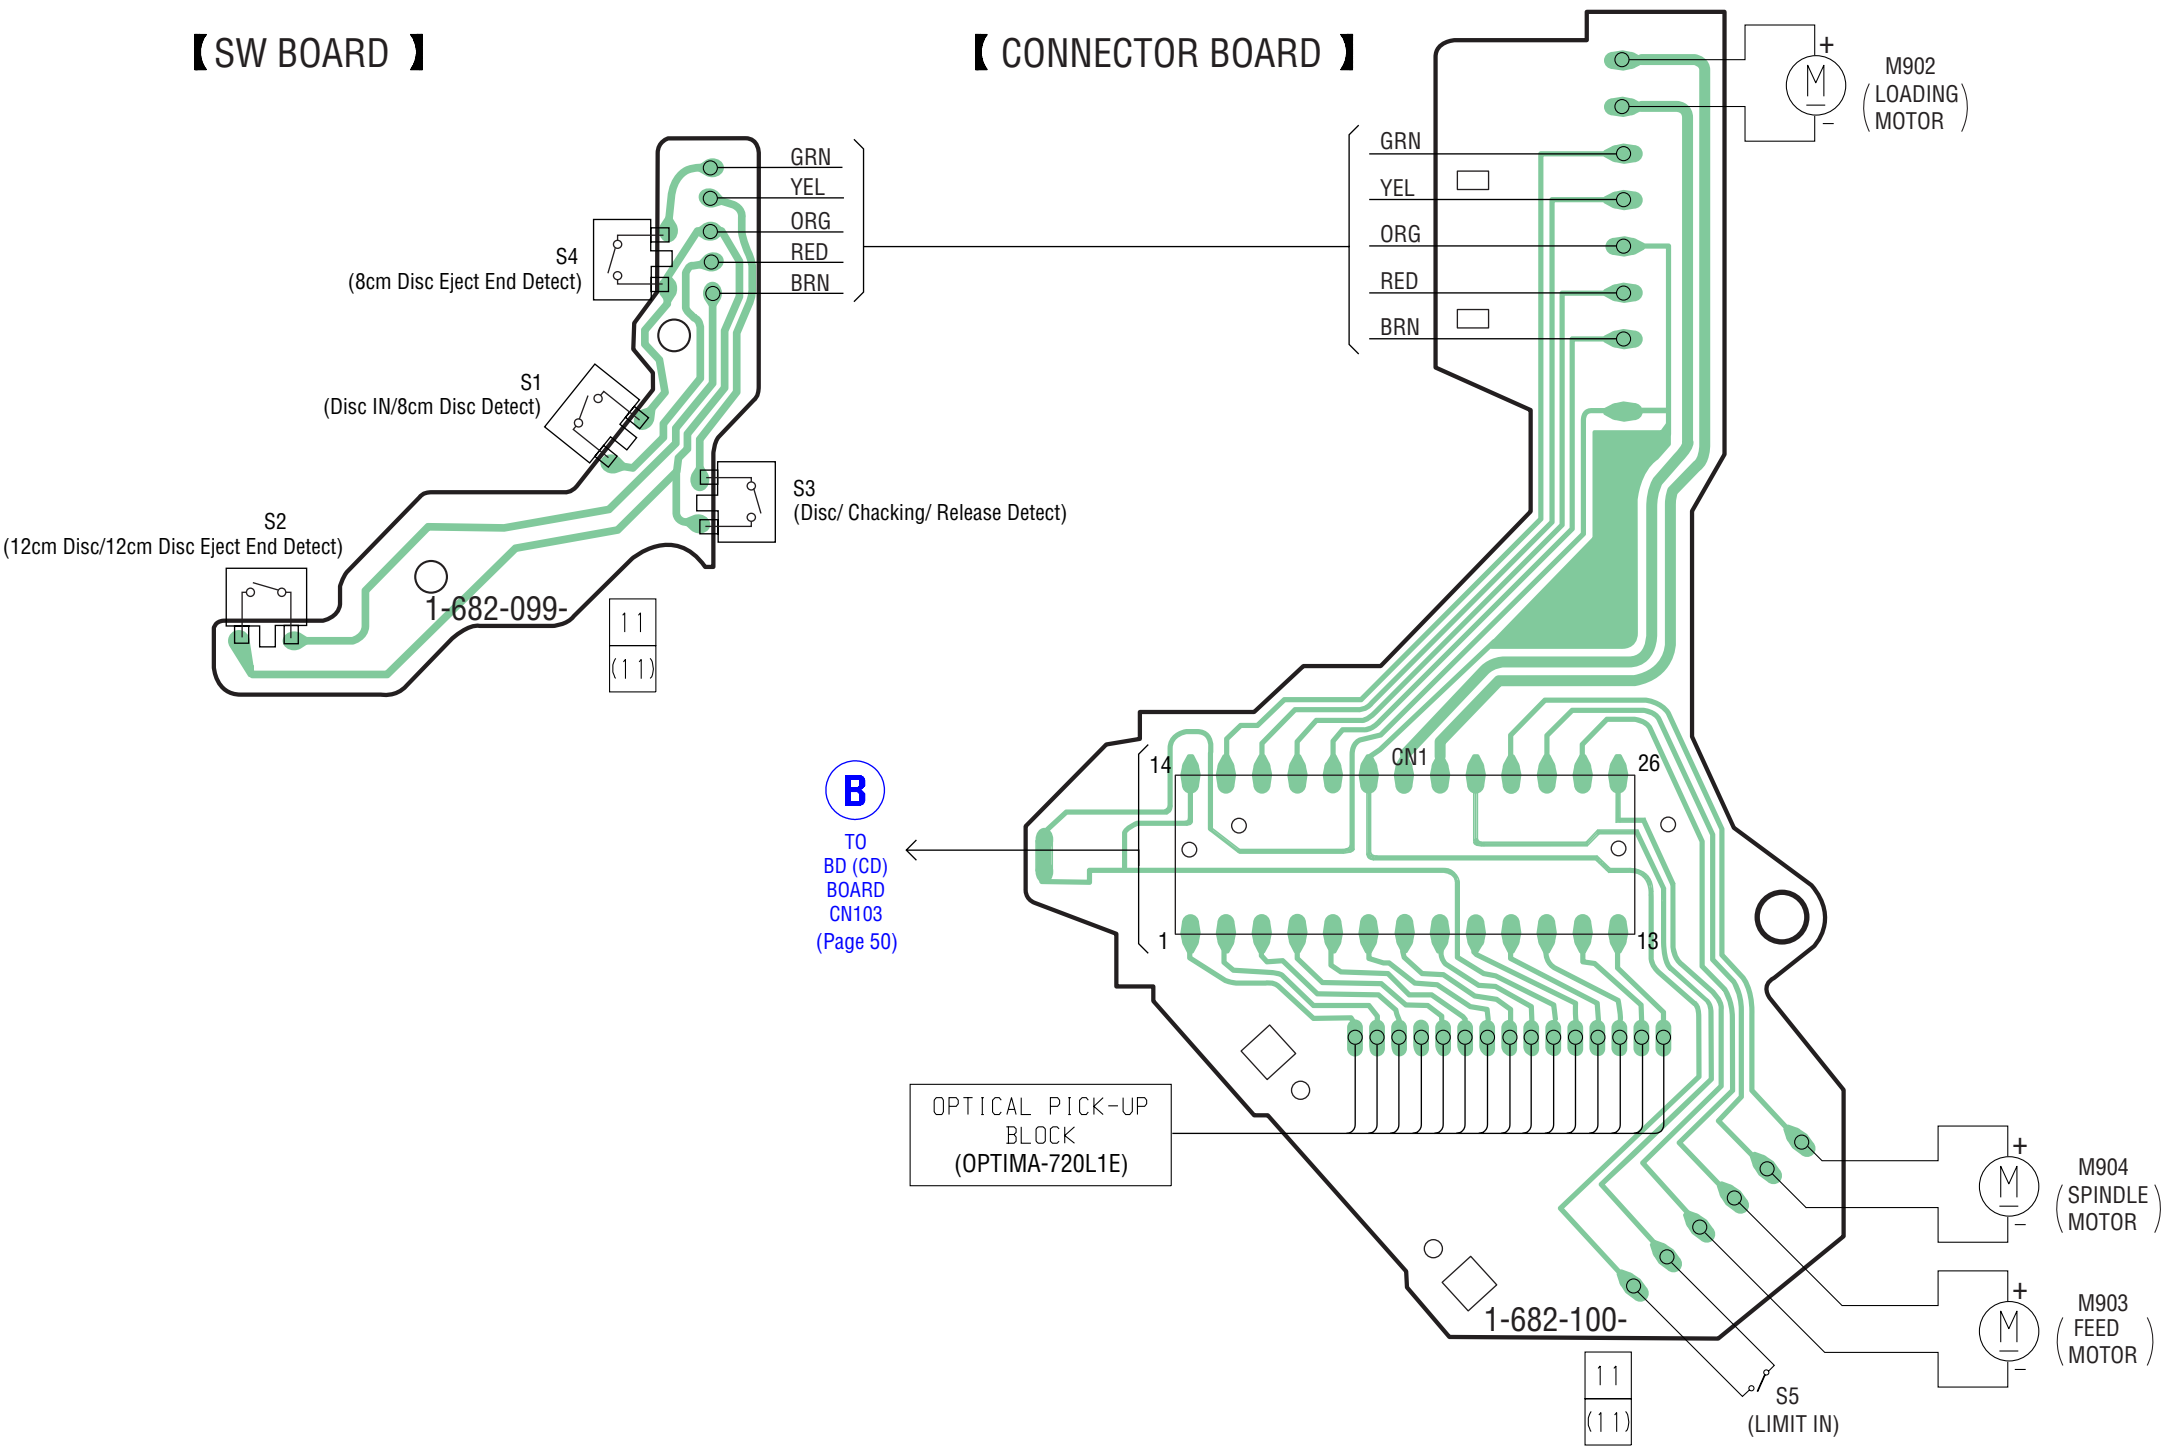 【SW BOARD】
【CONNECTOR BOARD】
M902
(LOADING
MOTOR)
+
M
−
GRN
YEL
ORG
RED
BRN
GRN
YEL
ORG
RED
BRN
S4
(8cm Disc Eject End Detect)
S1
(Disc IN/8cm Disc Detect)
S3
(Disc/ Chacking/ Release Detect)
S2
(12cm Disc/12cm Disc Eject End Detect)
1-682-099-
11
(11)
B
TO
BD (CD)
BOARD
CN103
(Page 50)
14
CN1
26
1
13
OPTICAL PICK-UP
BLOCK
(OPTIMA-720L1E)
+
M
−
M904
(SPINDLE
MOTOR)
+
M
−
M903
(FEED
MOTOR)
1-682-100-
11
(11)
S5
(LIMIT IN)